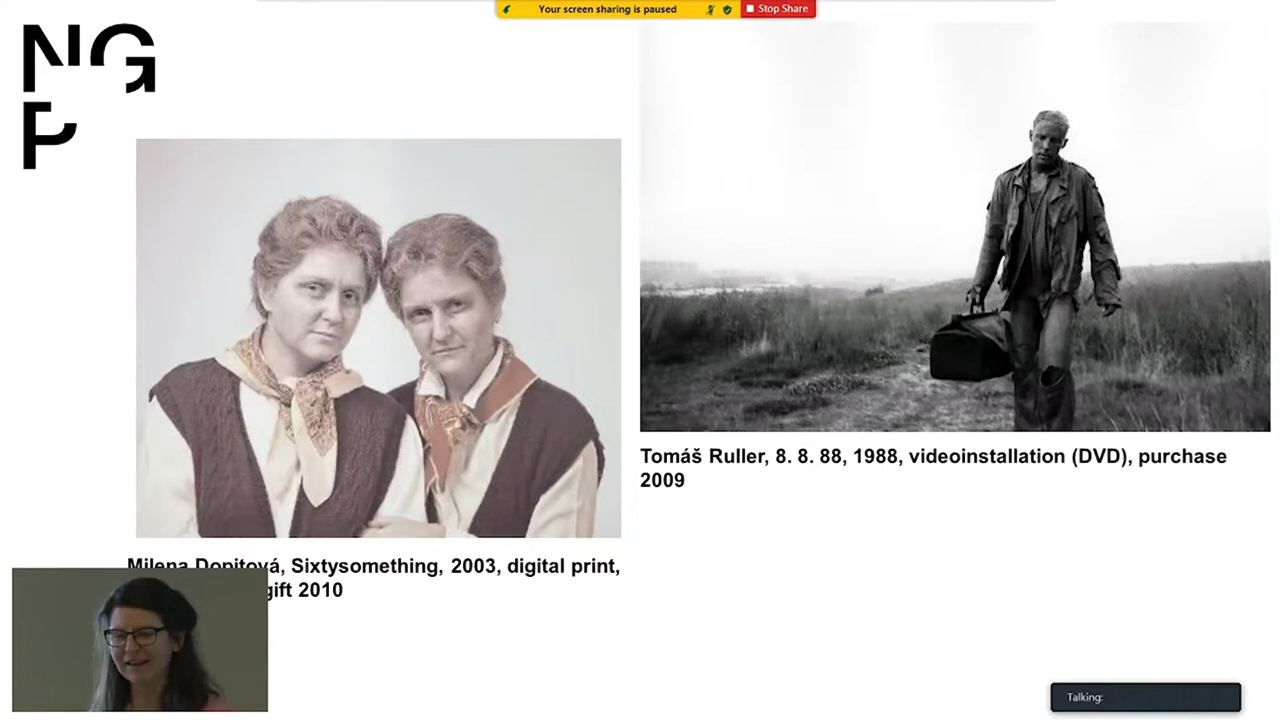 Your screen sharing is paused
Stop Share
NG
P
Tomáš Ruller, 8. 8. 88, 1988, videoinstallation (DVD), purchase
2009
Milena Dopitová, Sixtysomething, 2003, digital print,
gift 2010
Talking: